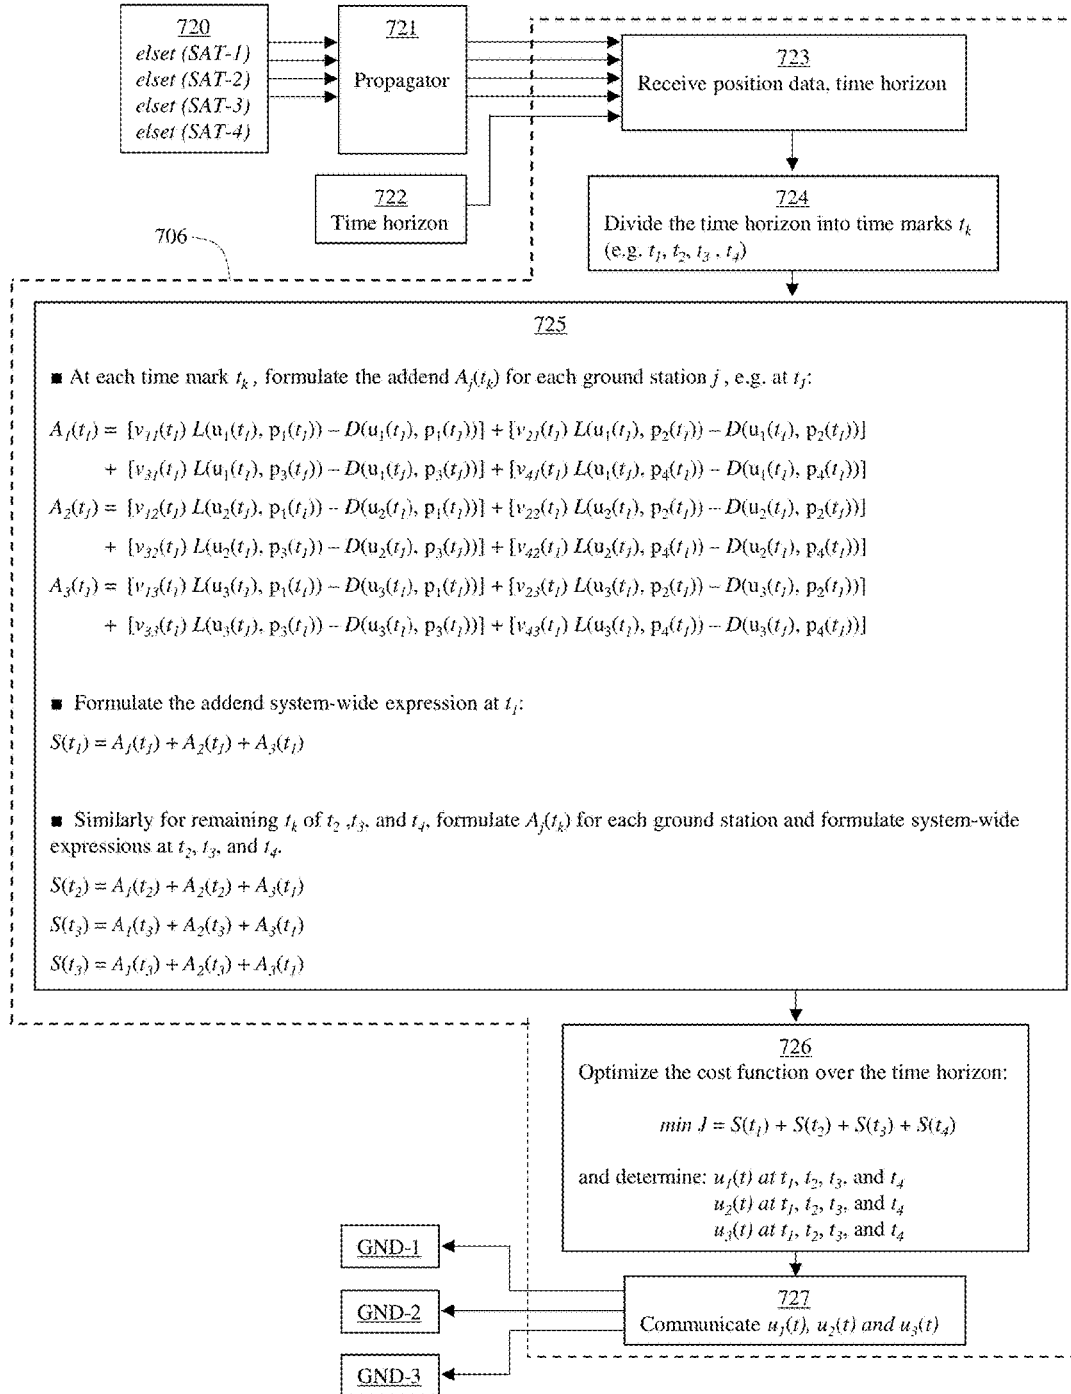 720
elset (SAT-1)
elset (SAT-2)
elset (SAT-3)
elset (SAT-4)
721
Propagator
722
Time horizon
723
Receive position data, time horizon
724
Divide the time horizon into time marks t_k
(e.g. t_1, t_2, t_3 , t_4)
706
725
■ At each time mark t_k , formulate the addend A_j(t_k) for each ground station j , e.g. at t_1:
A_1(t_1) = [v_11(t_1) L(u_1(t_1), p_1(t_1)) – D(u_1(t_1), p_1(t_1))] + [v_21(t_1) L(u_1(t_1), p_2(t_1)) – D(u_1(t_1), p_2(t_1))]
+ [v_31(t_1) L(u_1(t_1), p_3(t_1)) – D(u_1(t_1), p_3(t_1))] + [v_41(t_1) L(u_1(t_1), p_4(t_1)) – D(u_1(t_1), p_4(t_1))]
A_2(t_1) = [v_12(t_1) L(u_2(t_1), p_1(t_1)) – D(u_2(t_1), p_1(t_1))] + [v_22(t_1) L(u_2(t_1), p_2(t_1)) – D(u_2(t_1), p_2(t_1))]
+ [v_32(t_1) L(u_2(t_1), p_3(t_1)) – D(u_2(t_1), p_3(t_1))] + [v_42(t_1) L(u_2(t_1), p_4(t_1)) – D(u_2(t_1), p_4(t_1))]
A_3(t_1) = [v_13(t_1) L(u_3(t_1), p_1(t_1)) – D(u_3(t_1), p_1(t_1))] + [v_23(t_1) L(u_3(t_1), p_2(t_1)) – D(u_3(t_1), p_2(t_1))]
+ [v_33(t_1) L(u_3(t_1), p_3(t_1)) – D(u_3(t_1), p_3(t_1))] + [v_43(t_1) L(u_3(t_1), p_4(t_1)) – D(u_3(t_1), p_4(t_1))]
■ Formulate the addend system-wide expression at t_1:
S(t_1) = A_1(t_1) + A_2(t_1) + A_3(t_1)
■ Similarly for remaining t_k of t_2 ,t_3, and t_4, formulate A_j(t_k) for each ground station and formulate system-wide
expressions at t_2, t_3, and t_4.
S(t_2) = A_1(t_2) + A_2(t_2) + A_3(t_1)
S(t_3) = A_1(t_3) + A_2(t_3) + A_3(t_1)
S(t_3) = A_1(t_3) + A_2(t_3) + A_3(t_1)
726
Optimize the cost function over the time horizon:
min J = S(t_1) + S(t_2) + S(t_3) + S(t_4)
and determine: u_1(t) at t_1, t_2, t_3, and t_4
u_2(t) at t_1, t_2, t_3, and t_4
u_3(t) at t_1, t_2, t_3, and t_4
727
Communicate u_1(t), u_2(t) and u_3(t)
GND-1
GND-2
GND-3